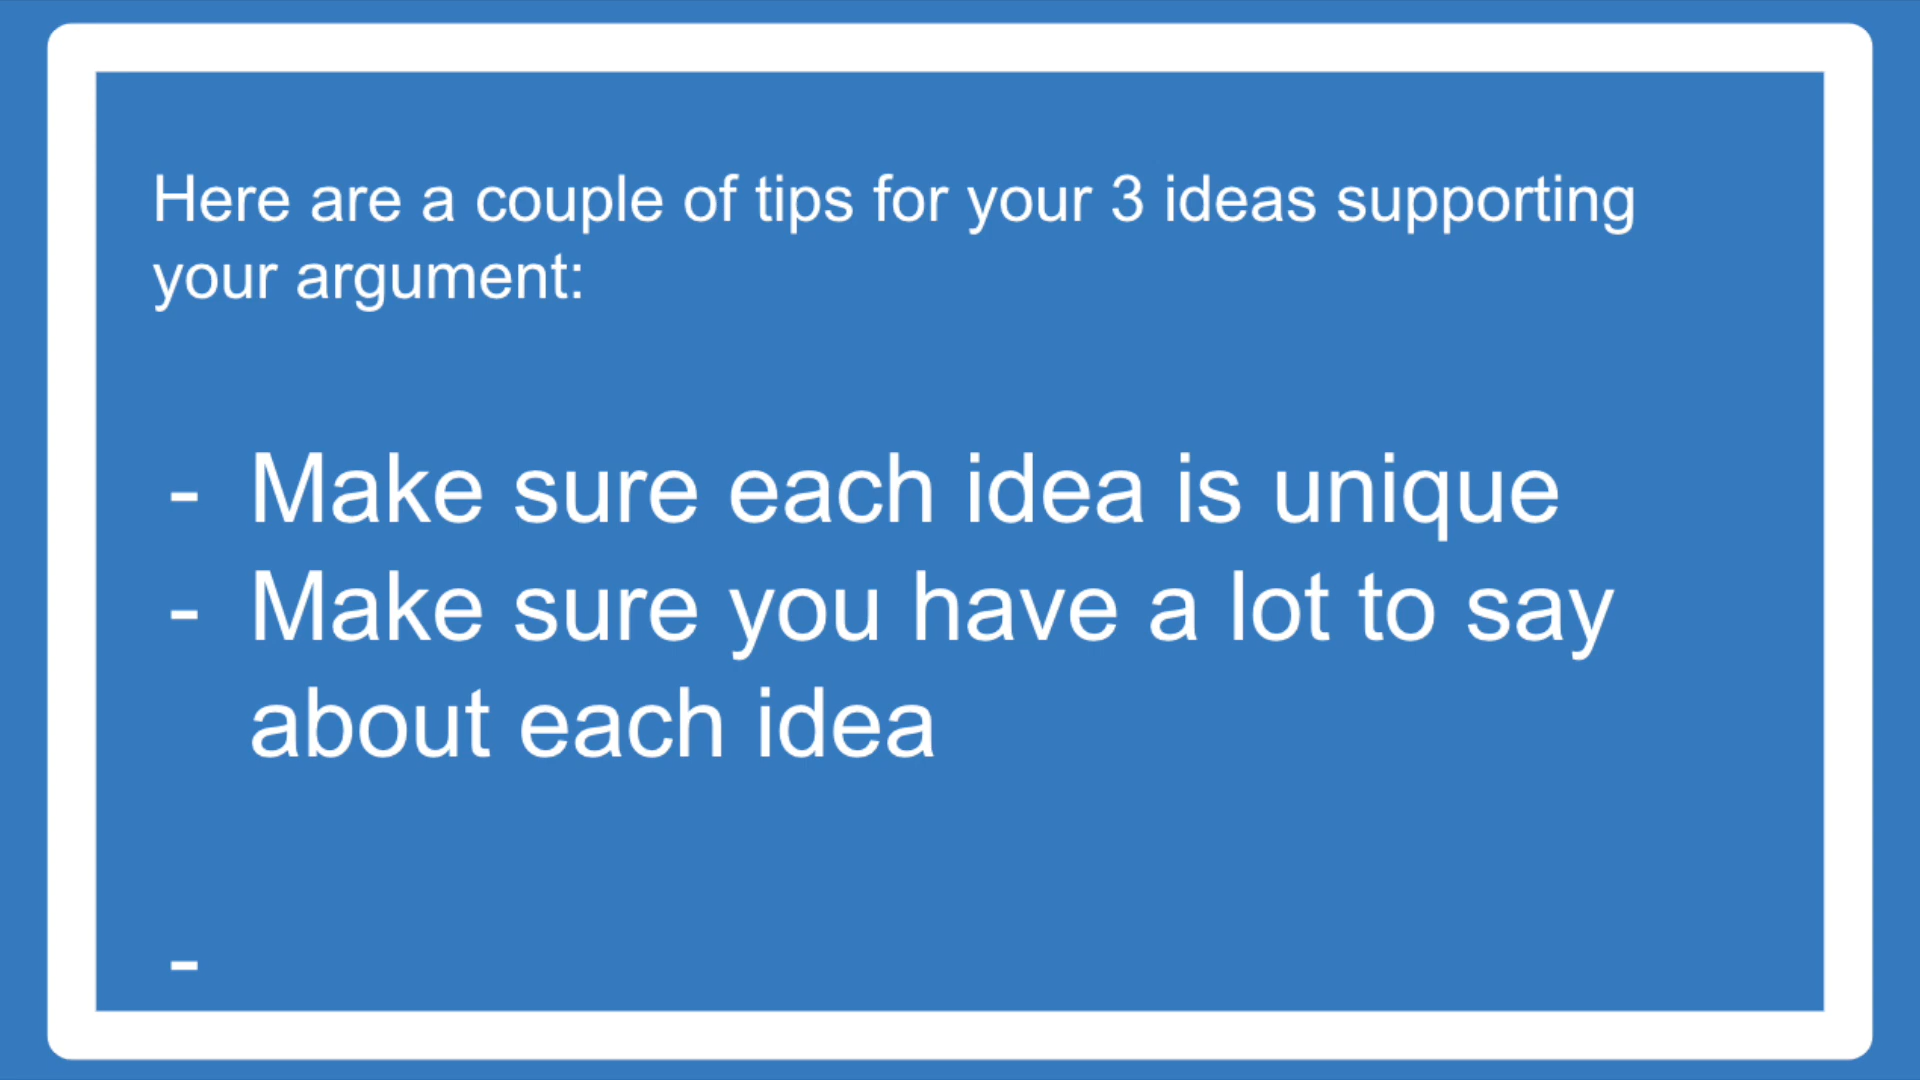 Here are a couple of tips for your 3 ideas supporting
your argument:
- Make sure each idea is unique
- Make sure you have a lot to say
about each idea
-